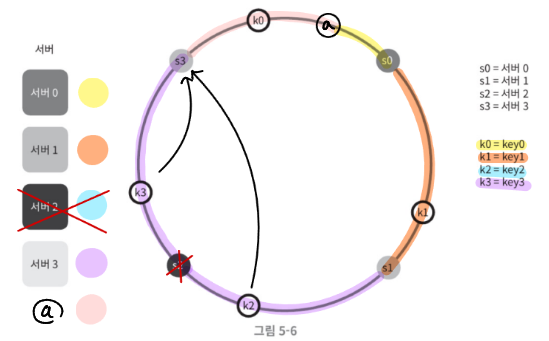 서버
서버 0
서버 1
서버 2
서버 3
a
k0
a
s0
s3
k3
k1
s1
k2
s0 = 서버 0
s1 = 서버 1
s2 = 서버 2
s3 = 서버 3
k0 = key0
k1 = key1
k2 = key2
k3 = key3
그림 5-6